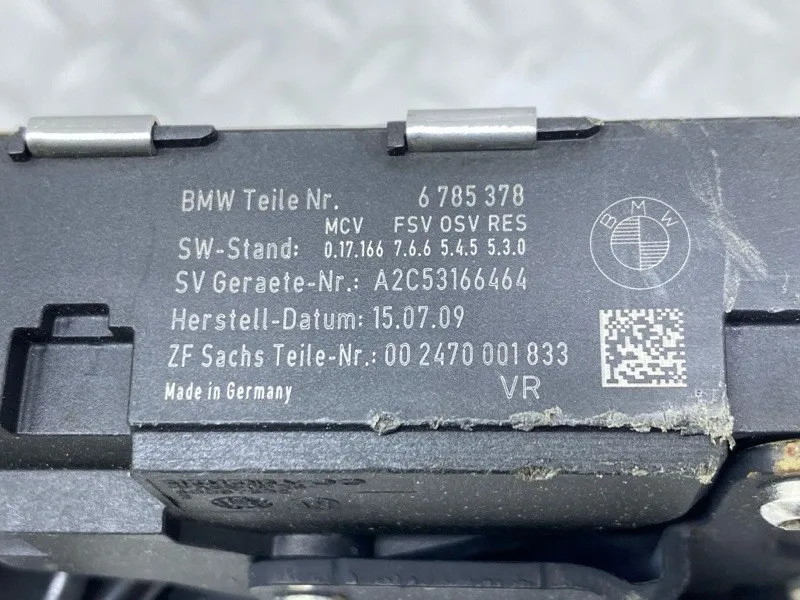 BMW Teile Nr. 6 785 378
MCV FSV OSV RES
SW-Stand: 0.17.166 7.6.6 5.4.5 5.3.0
SV Geraete-Nr.: A2C53166464
Herstell-Datum: 15.07.09
ZF Sachs Teile-Nr.: 00 2470 001 833
Made in Germany VR
BMW